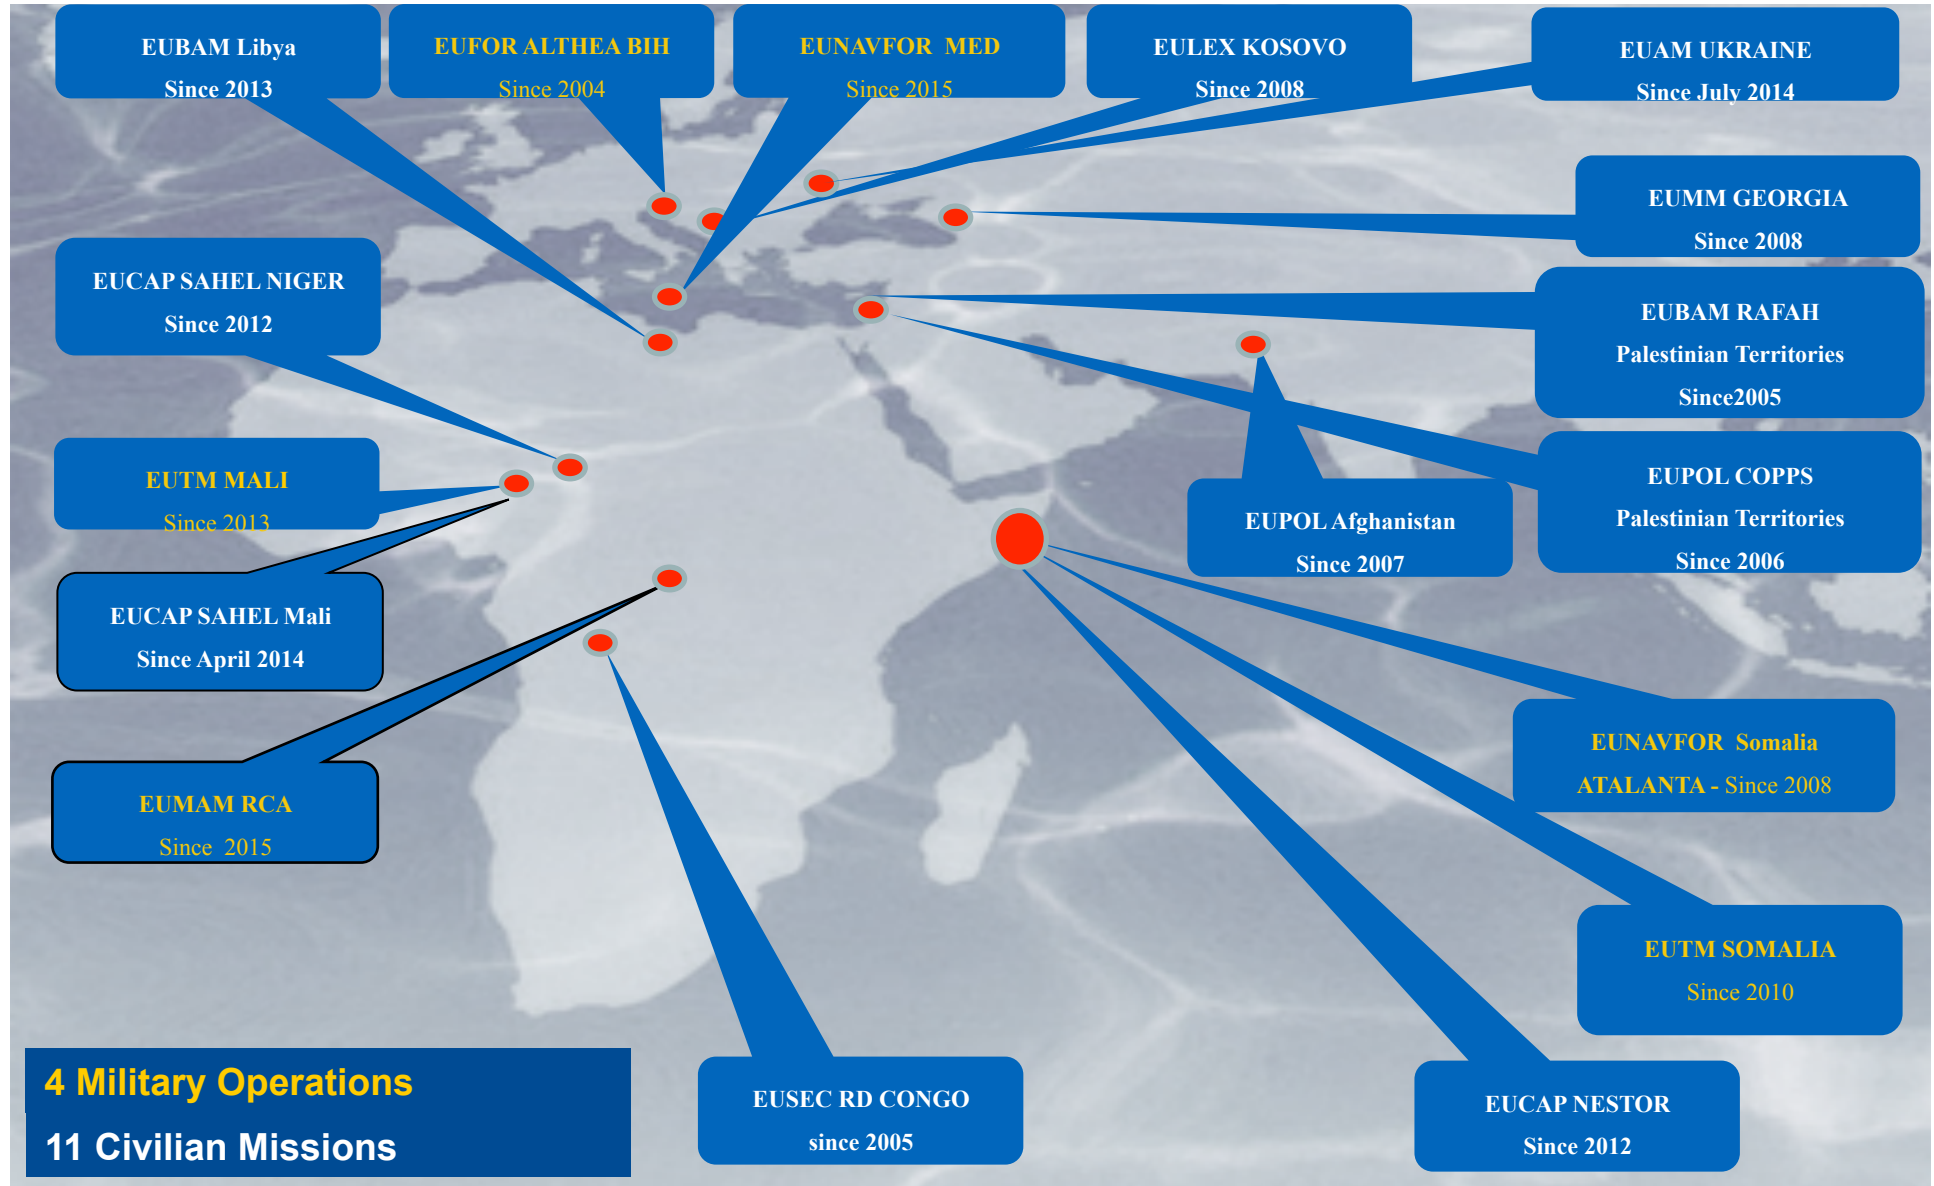 EUBAM Libya
Since 2013
EUFOR ALTHEA BIH
Since 2004
EUNAVFOR MED
Since 2015
EULEX KOSOVO
Since 2008
EUAM UKRAINE
Since July 2014
EUMM GEORGIA
Since 2008
EUCAP SAHEL NIGER
Since 2012
EUBAM RAFAH
Palestinian Territories
Since2005
EUTM MALI
Since 2013
EUPOL Afghanistan
Since 2007
EUPOL COPPS
Palestinian Territories
Since 2006
EUCAP SAHEL Mali
Since April 2014
EUNAVFOR Somalia
ATALANTA - Since 2008
EUMAM RCA
Since 2015
EUTM SOMALIA
Since 2010
4 Military Operations
11 Civilian Missions
EUSEC RD CONGO
since 2005
EUCAP NESTOR
Since 2012